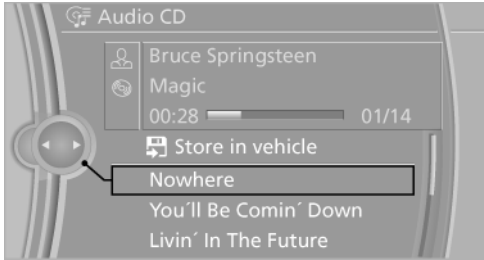 Audio CD
Bruce Springsteen
Magic
00:28 01/14
Store in vehicle
Nowhere
You´ll Be Comin´ Down
Livin´ In The Future